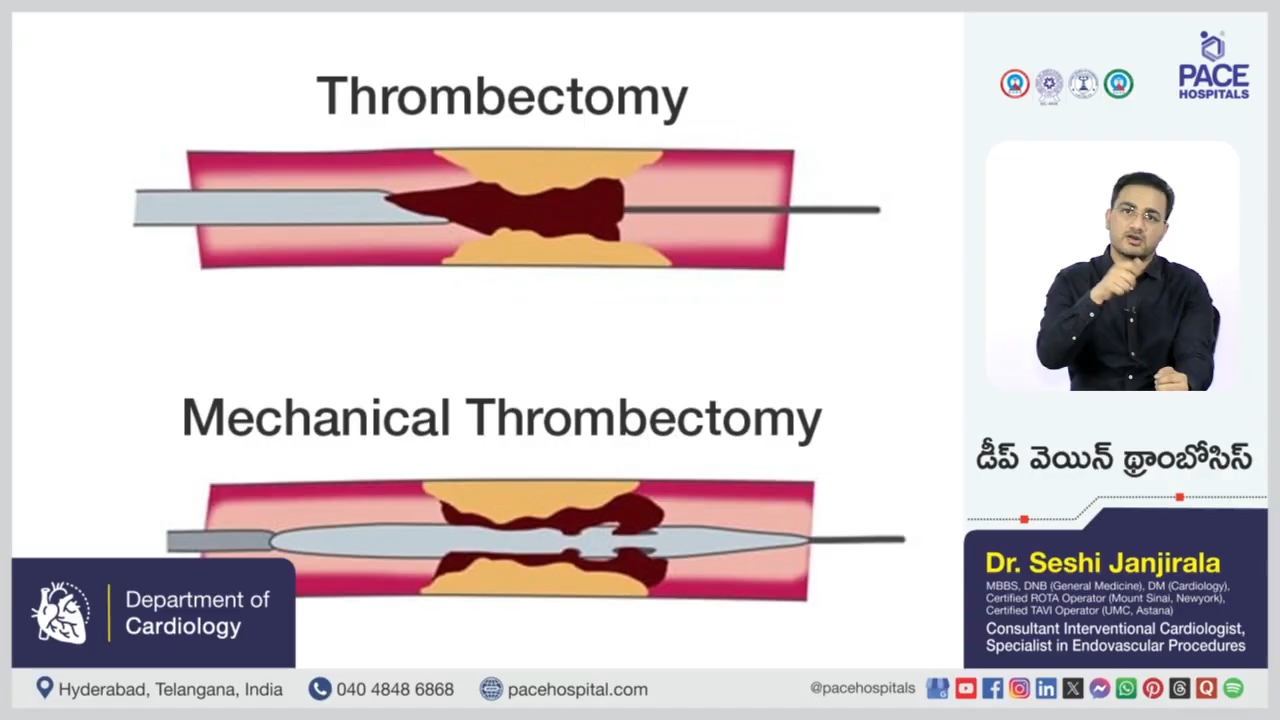 Thrombectomy
Mechanical Thrombectomy
Department of
Cardiology
PACE
HOSPITALS
డీప్ వెయిన్ థ్రాంబోసిస్
Dr. Seshi Janjirala
MBBS, DNB (General Medicine), DM (Cardiology),
Certified ROTA Operator (Mount Sinai, Newyork),
Certified TAVI Operator (UMC, Astana)
Consultant Interventional Cardiologist,
Specialist in Endovascular Procedures
Hyderabad, Telangana, India
040 4848 6868
pacehospital.com
@pacehospitals